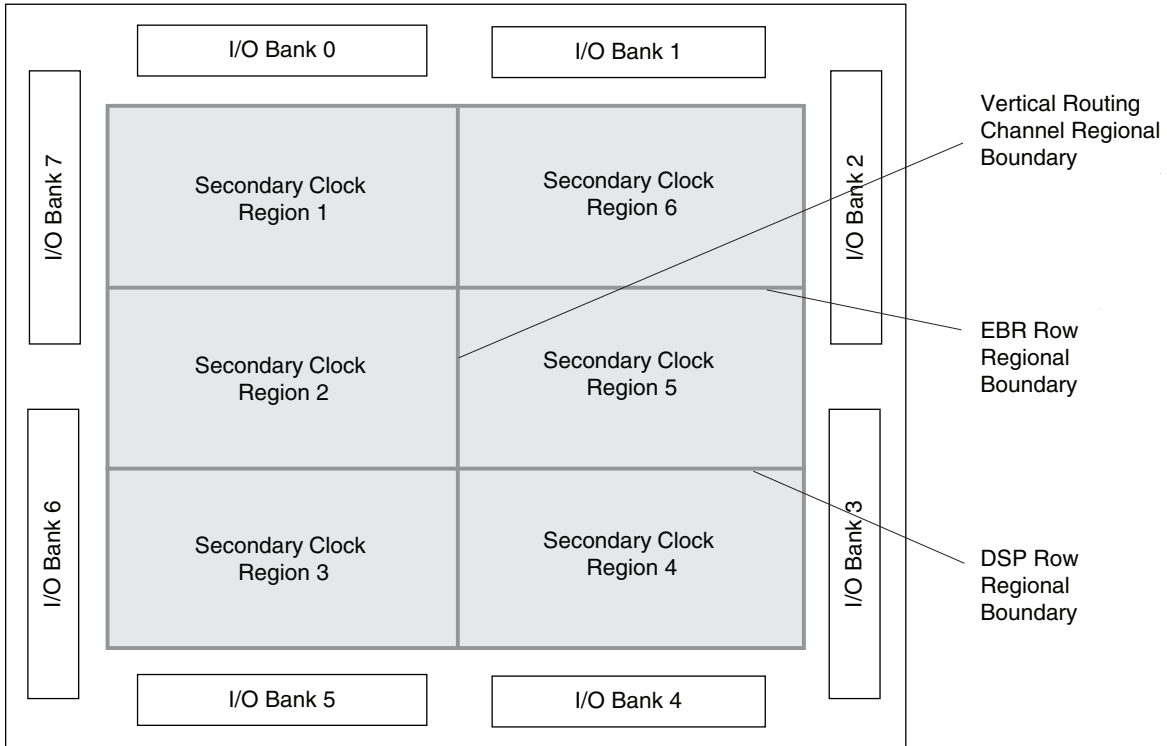 I/O Bank 0
I/O Bank 1
I/O Bank 7
I/O Bank 2
Vertical Routing
Channel Regional
Boundary
Secondary Clock
Region 1
Secondary Clock
Region 6
EBR Row
Regional
Boundary
Secondary Clock
Region 2
Secondary Clock
Region 5
I/O Bank 6
I/O Bank 3
Secondary Clock
Region 3
Secondary Clock
Region 4
DSP Row
Regional
Boundary
I/O Bank 5
I/O Bank 4